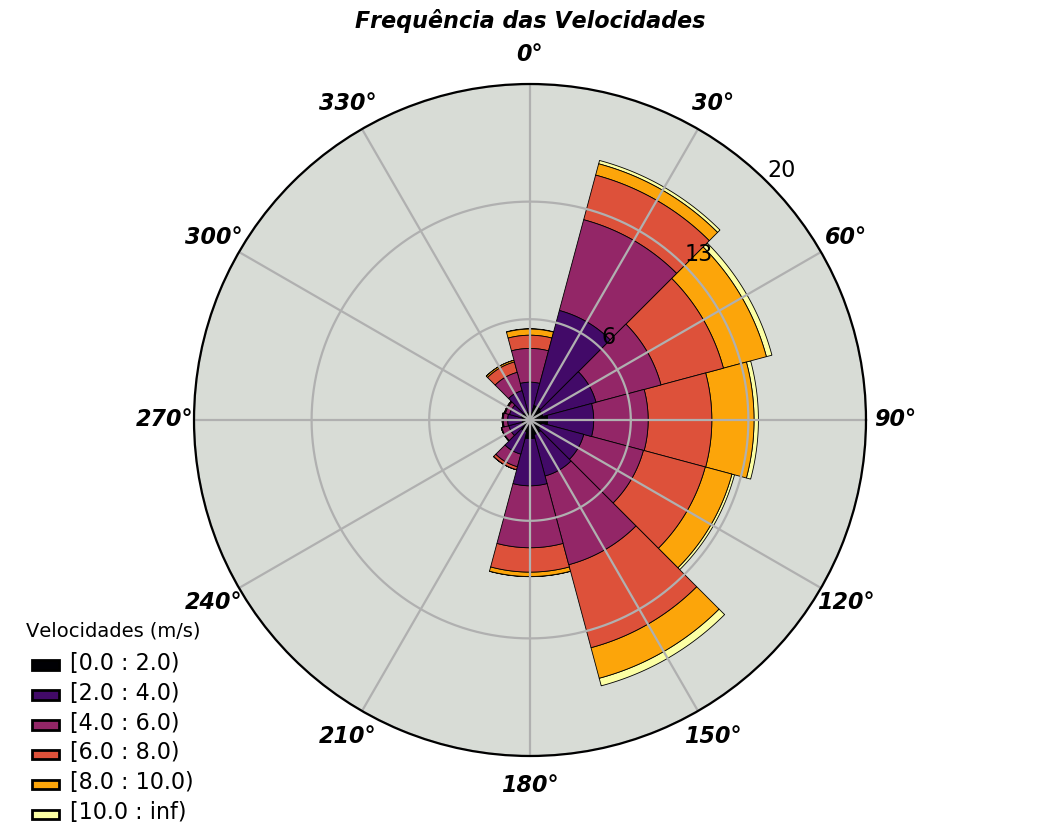 Frequência das Velocidades
0°
330°
30°
20
300°
60°
13
6
270°
90°
240°
120°
210°
150°
180°
Velocidades (m/s)
[0.0 : 2.0)
[2.0 : 4.0)
[4.0 : 6.0)
[6.0 : 8.0)
[8.0 : 10.0)
[10.0 : inf)